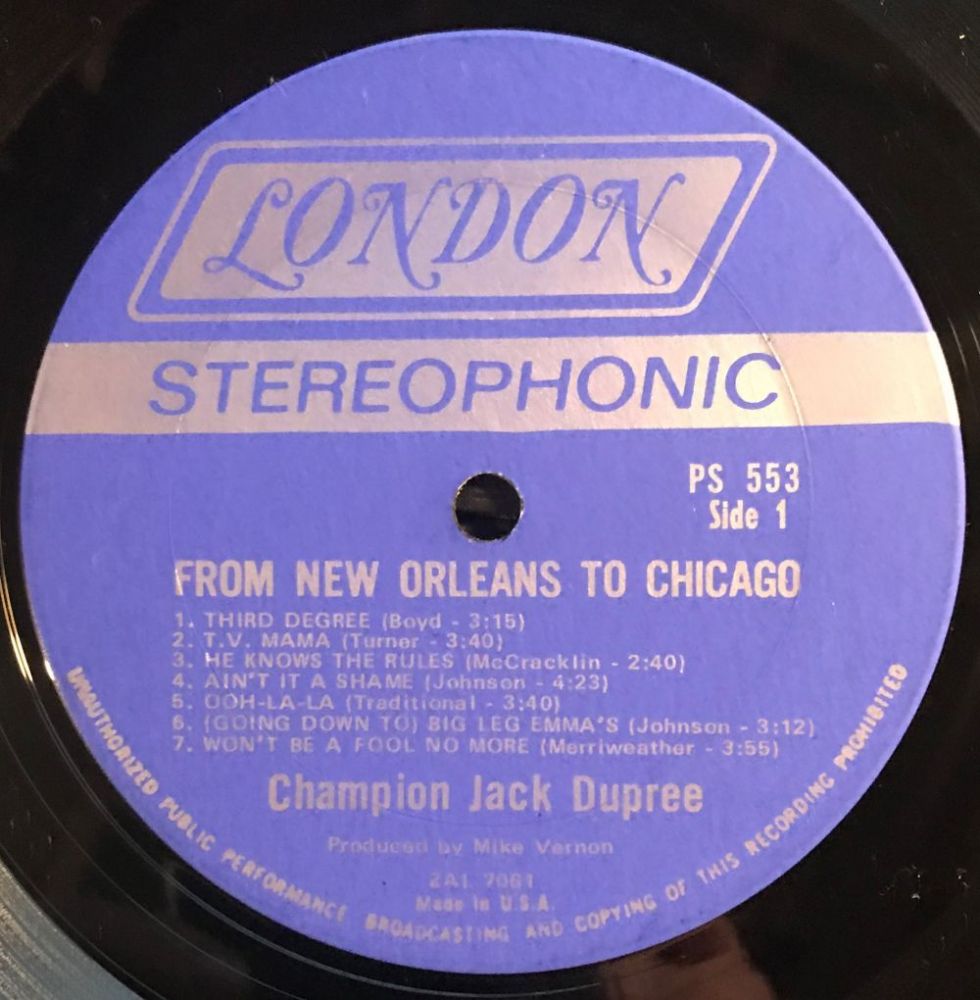 LONDON
STEREOPHONIC
PS 553
Side 1
FROM NEW ORLEANS TO CHICAGO
1. THIRD DEGREE (Boyd - 3:15)
2. T.V. MAMA (Turner - 3:40)
3. HE KNOWS THE RULES (McCracklin - 2:40)
4. AIN'T IT A SHAME (Johnson - 4:23)
5. OOH-LA-LA (Traditional - 3:40)
6. (GOING DOWN TO) BIG LEG EMMA'S (Johnson - 3:12)
7. WON'T BE A FOOL NO MORE (Merriweather - 3:55)
Champion Jack Dupree
Produced by Mike Vernon
ZAL 7061
Made in U.S.A.
UNAUTHORIZED PUBLIC PERFORMANCE BROADCASTING AND COPYING OF THIS RECORDING PROHIBITED